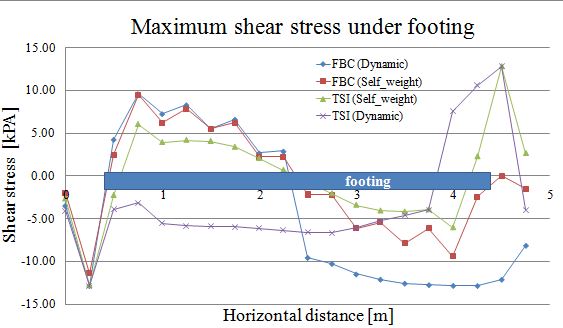 Maximum shear stress under footing
15.00
10.00
5.00
0.00
-5.00
-10.00
-15.00
Shear stress [kPA]
FBC (Dynamic)
FBC (Self_weight)
TSI (Self_weight)
TSI (Dynamic)
footing
0 1 2 3 4 5
Horizontal distance [m]